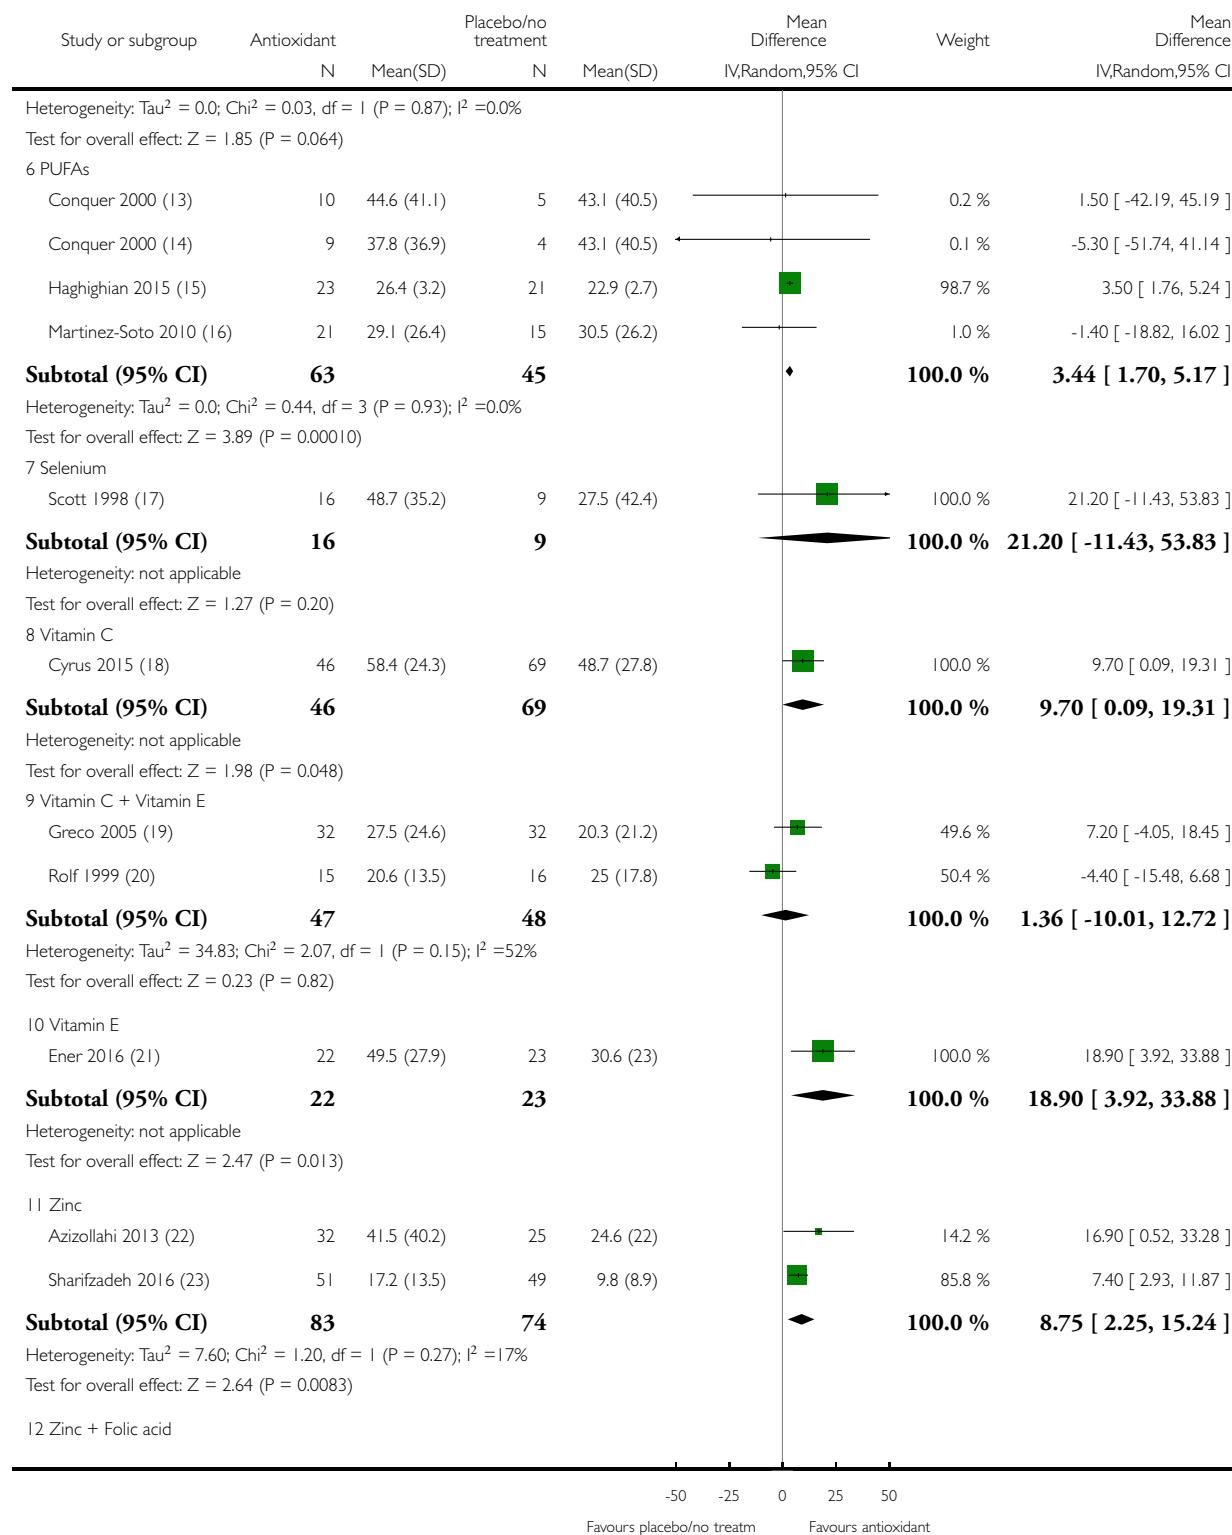 Study or subgroup Antioxidant Placebo/no treatment Mean Difference Weight Mean Difference
N Mean(SD) N Mean(SD) IV,Random,95% CI IV,Random,95% CI
Heterogeneity: Tau² = 0.0; Chi² = 0.03, df = 1 (P = 0.87); I² =0.0%
Test for overall effect: Z = 1.85 (P = 0.064)
6 PUFAs
Conquer 2000 (13) 10 44.6 (41.1) 5 43.1 (40.5) 0.2 % 1.50 [ -42.19, 45.19 ]
Conquer 2000 (14) 9 37.8 (36.9) 4 43.1 (40.5) 0.1 % -5.30 [ -51.74, 41.14 ]
Haghighian 2015 (15) 23 26.4 (3.2) 21 22.9 (2.7) 98.7 % 3.50 [ 1.76, 5.24 ]
Martinez-Soto 2010 (16) 21 29.1 (26.4) 15 30.5 (26.2) 1.0 % -1.40 [ -18.82, 16.02 ]
Subtotal (95% CI) 63 45 100.0 % 3.44 [ 1.70, 5.17 ]
Heterogeneity: Tau² = 0.0; Chi² = 0.44, df = 3 (P = 0.93); I² =0.0%
Test for overall effect: Z = 3.89 (P = 0.00010)
7 Selenium
Scott 1998 (17) 16 48.7 (35.2) 9 27.5 (42.4) 100.0 % 21.20 [ -11.43, 53.83 ]
Subtotal (95% CI) 16 9 100.0 % 21.20 [ -11.43, 53.83 ]
Heterogeneity: not applicable
Test for overall effect: Z = 1.27 (P = 0.20)
8 Vitamin C
Cyrus 2015 (18) 46 58.4 (24.3) 69 48.7 (27.8) 100.0 % 9.70 [ 0.09, 19.31 ]
Subtotal (95% CI) 46 69 100.0 % 9.70 [ 0.09, 19.31 ]
Heterogeneity: not applicable
Test for overall effect: Z = 1.98 (P = 0.048)
9 Vitamin C + Vitamin E
Greco 2005 (19) 32 27.5 (24.6) 32 20.3 (21.2) 49.6 % 7.20 [ -4.05, 18.45 ]
Rolf 1999 (20) 15 20.6 (13.5) 16 25 (17.8) 50.4 % -4.40 [ -15.48, 6.68 ]
Subtotal (95% CI) 47 48 100.0 % 1.36 [ -10.01, 12.72 ]
Heterogeneity: Tau² = 34.83; Chi² = 2.07, df = 1 (P = 0.15); I² =52%
Test for overall effect: Z = 0.23 (P = 0.82)
10 Vitamin E
Ener 2016 (21) 22 49.5 (27.9) 23 30.6 (23) 100.0 % 18.90 [ 3.92, 33.88 ]
Subtotal (95% CI) 22 23 100.0 % 18.90 [ 3.92, 33.88 ]
Heterogeneity: not applicable
Test for overall effect: Z = 2.47 (P = 0.013)
11 Zinc
Azizollahi 2013 (22) 32 41.5 (40.2) 25 24.6 (22) 14.2 % 16.90 [ 0.52, 33.28 ]
Sharifzadeh 2016 (23) 51 17.2 (13.5) 49 9.8 (8.9) 85.8 % 7.40 [ 2.93, 11.87 ]
Subtotal (95% CI) 83 74 100.0 % 8.75 [ 2.25, 15.24 ]
Heterogeneity: Tau² = 7.60; Chi² = 1.20, df = 1 (P = 0.27); I² =17%
Test for overall effect: Z = 2.64 (P = 0.0083)
12 Zinc + Folic acid
-50 -25 0 25 50
Favours placebo/no treatm Favours antioxidant